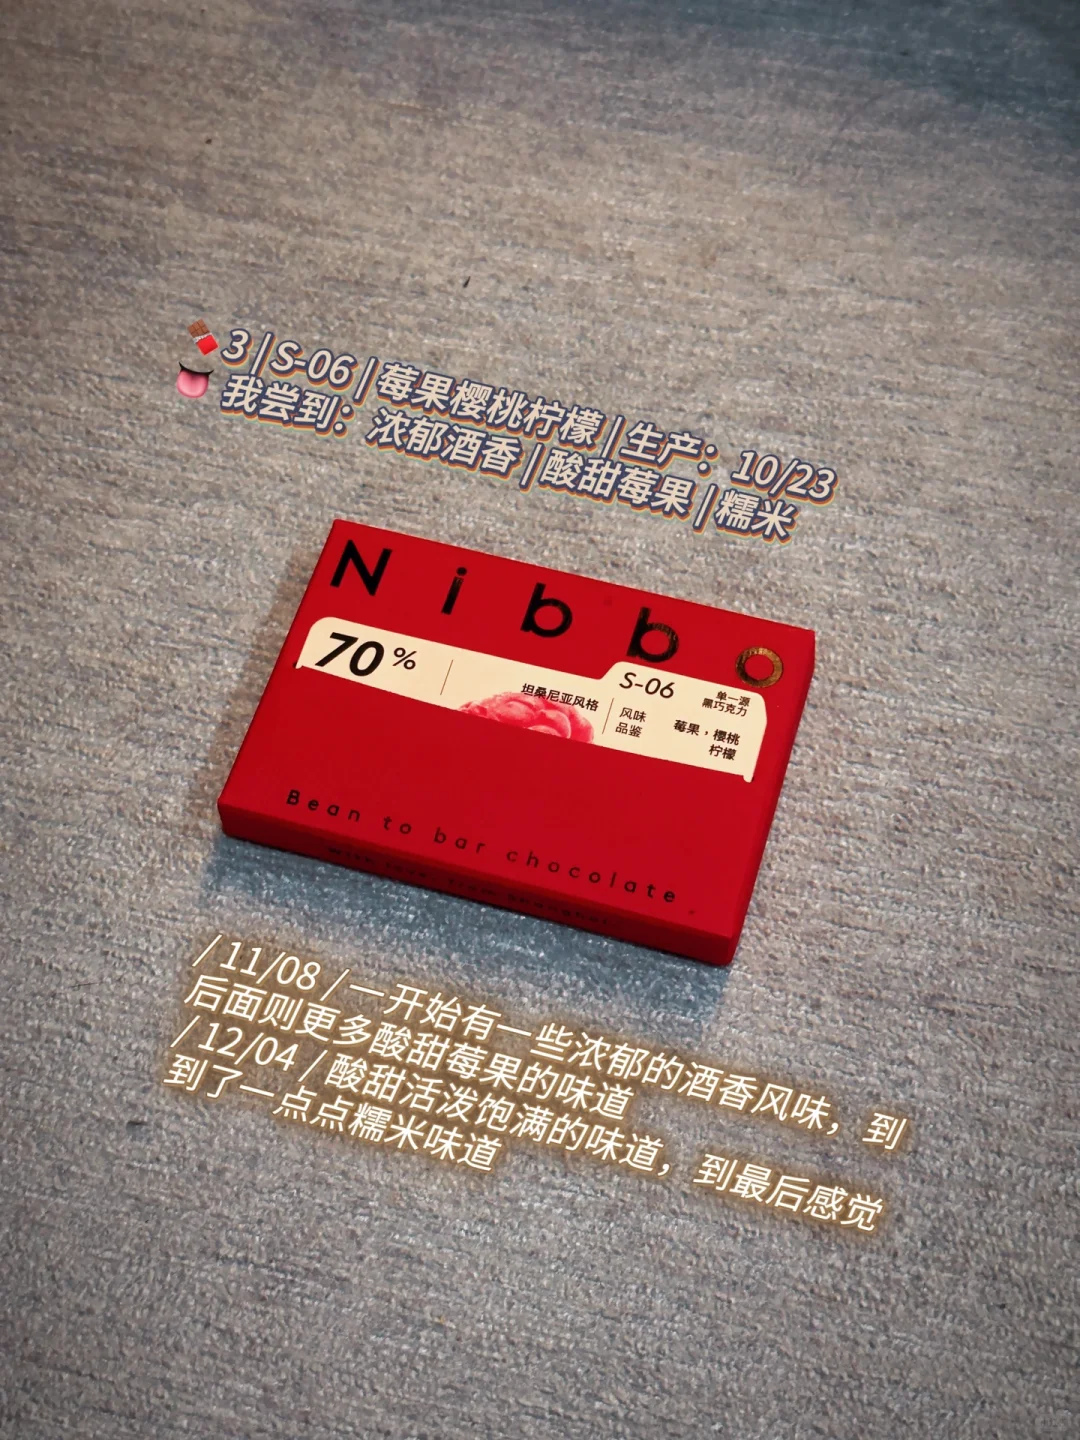 3 | S-06 | 莓果樱桃柠檬 | 生产：10/23
我尝到：浓郁酒香 | 酸甜莓果 | 糯米
Nibbo
70%
坦桑尼亚风格
S-06
单一源
黑巧克力
风味
品鉴
莓果，樱桃
柠檬
Bean to bar chocolate
with love, from shanghai
/ 11/08 / 一开始有一些浓郁的酒香风味，到
后面则更多酸甜莓果的味道
/ 12/04 / 酸甜活泼饱满的味道，到最后感觉
到了一点点糯米味道